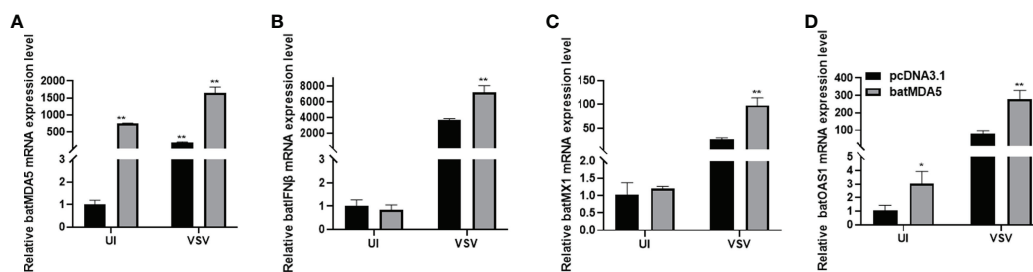 A
Relative batMDA5 mRNA expression level
2000
1500
1000
500
3
2
1
0
**
**
**
UI
VSV
B
Relative batIFNβ mRNA expression level
8000
6000
4000
2000
3
2
1
0
**
UI
VSV
C
Relative batMX1 mRNA expression level
150
100
50
2.0
1.5
1.0
0.5
0.0
**
UI
VSV
D
Relative batOAS1 mRNA expression level
400
300
200
100
5
4
3
2
1
0
*
**
UI
VSV
pcDNA3.1
batMDA5